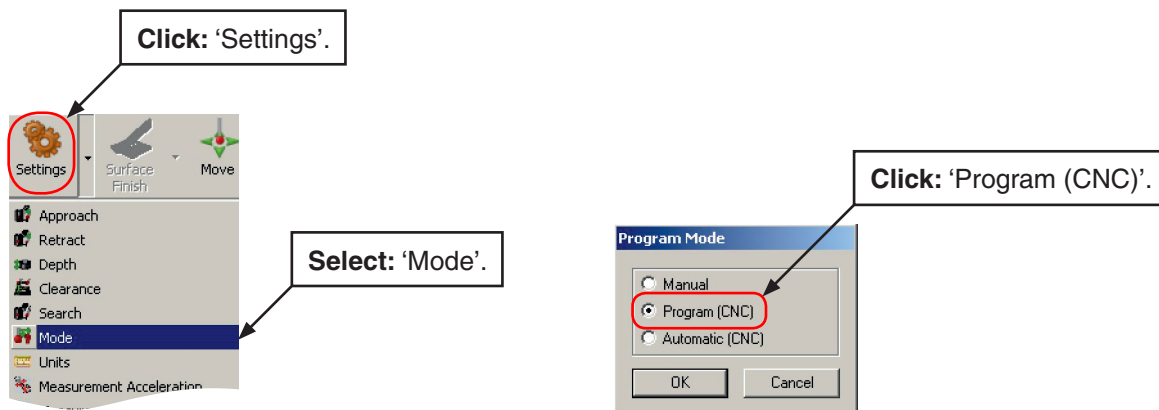 Click: ‘Settings’.
Settings
Surface
Finish
Move
Approach
Retract
Depth
Clearance
Search
Mode
Units
Measurement Acceleration
Select: ‘Mode’.
Click: ‘Program (CNC)’.
Program Mode
Manual
Program (CNC)
Automatic (CNC)
OK Cancel